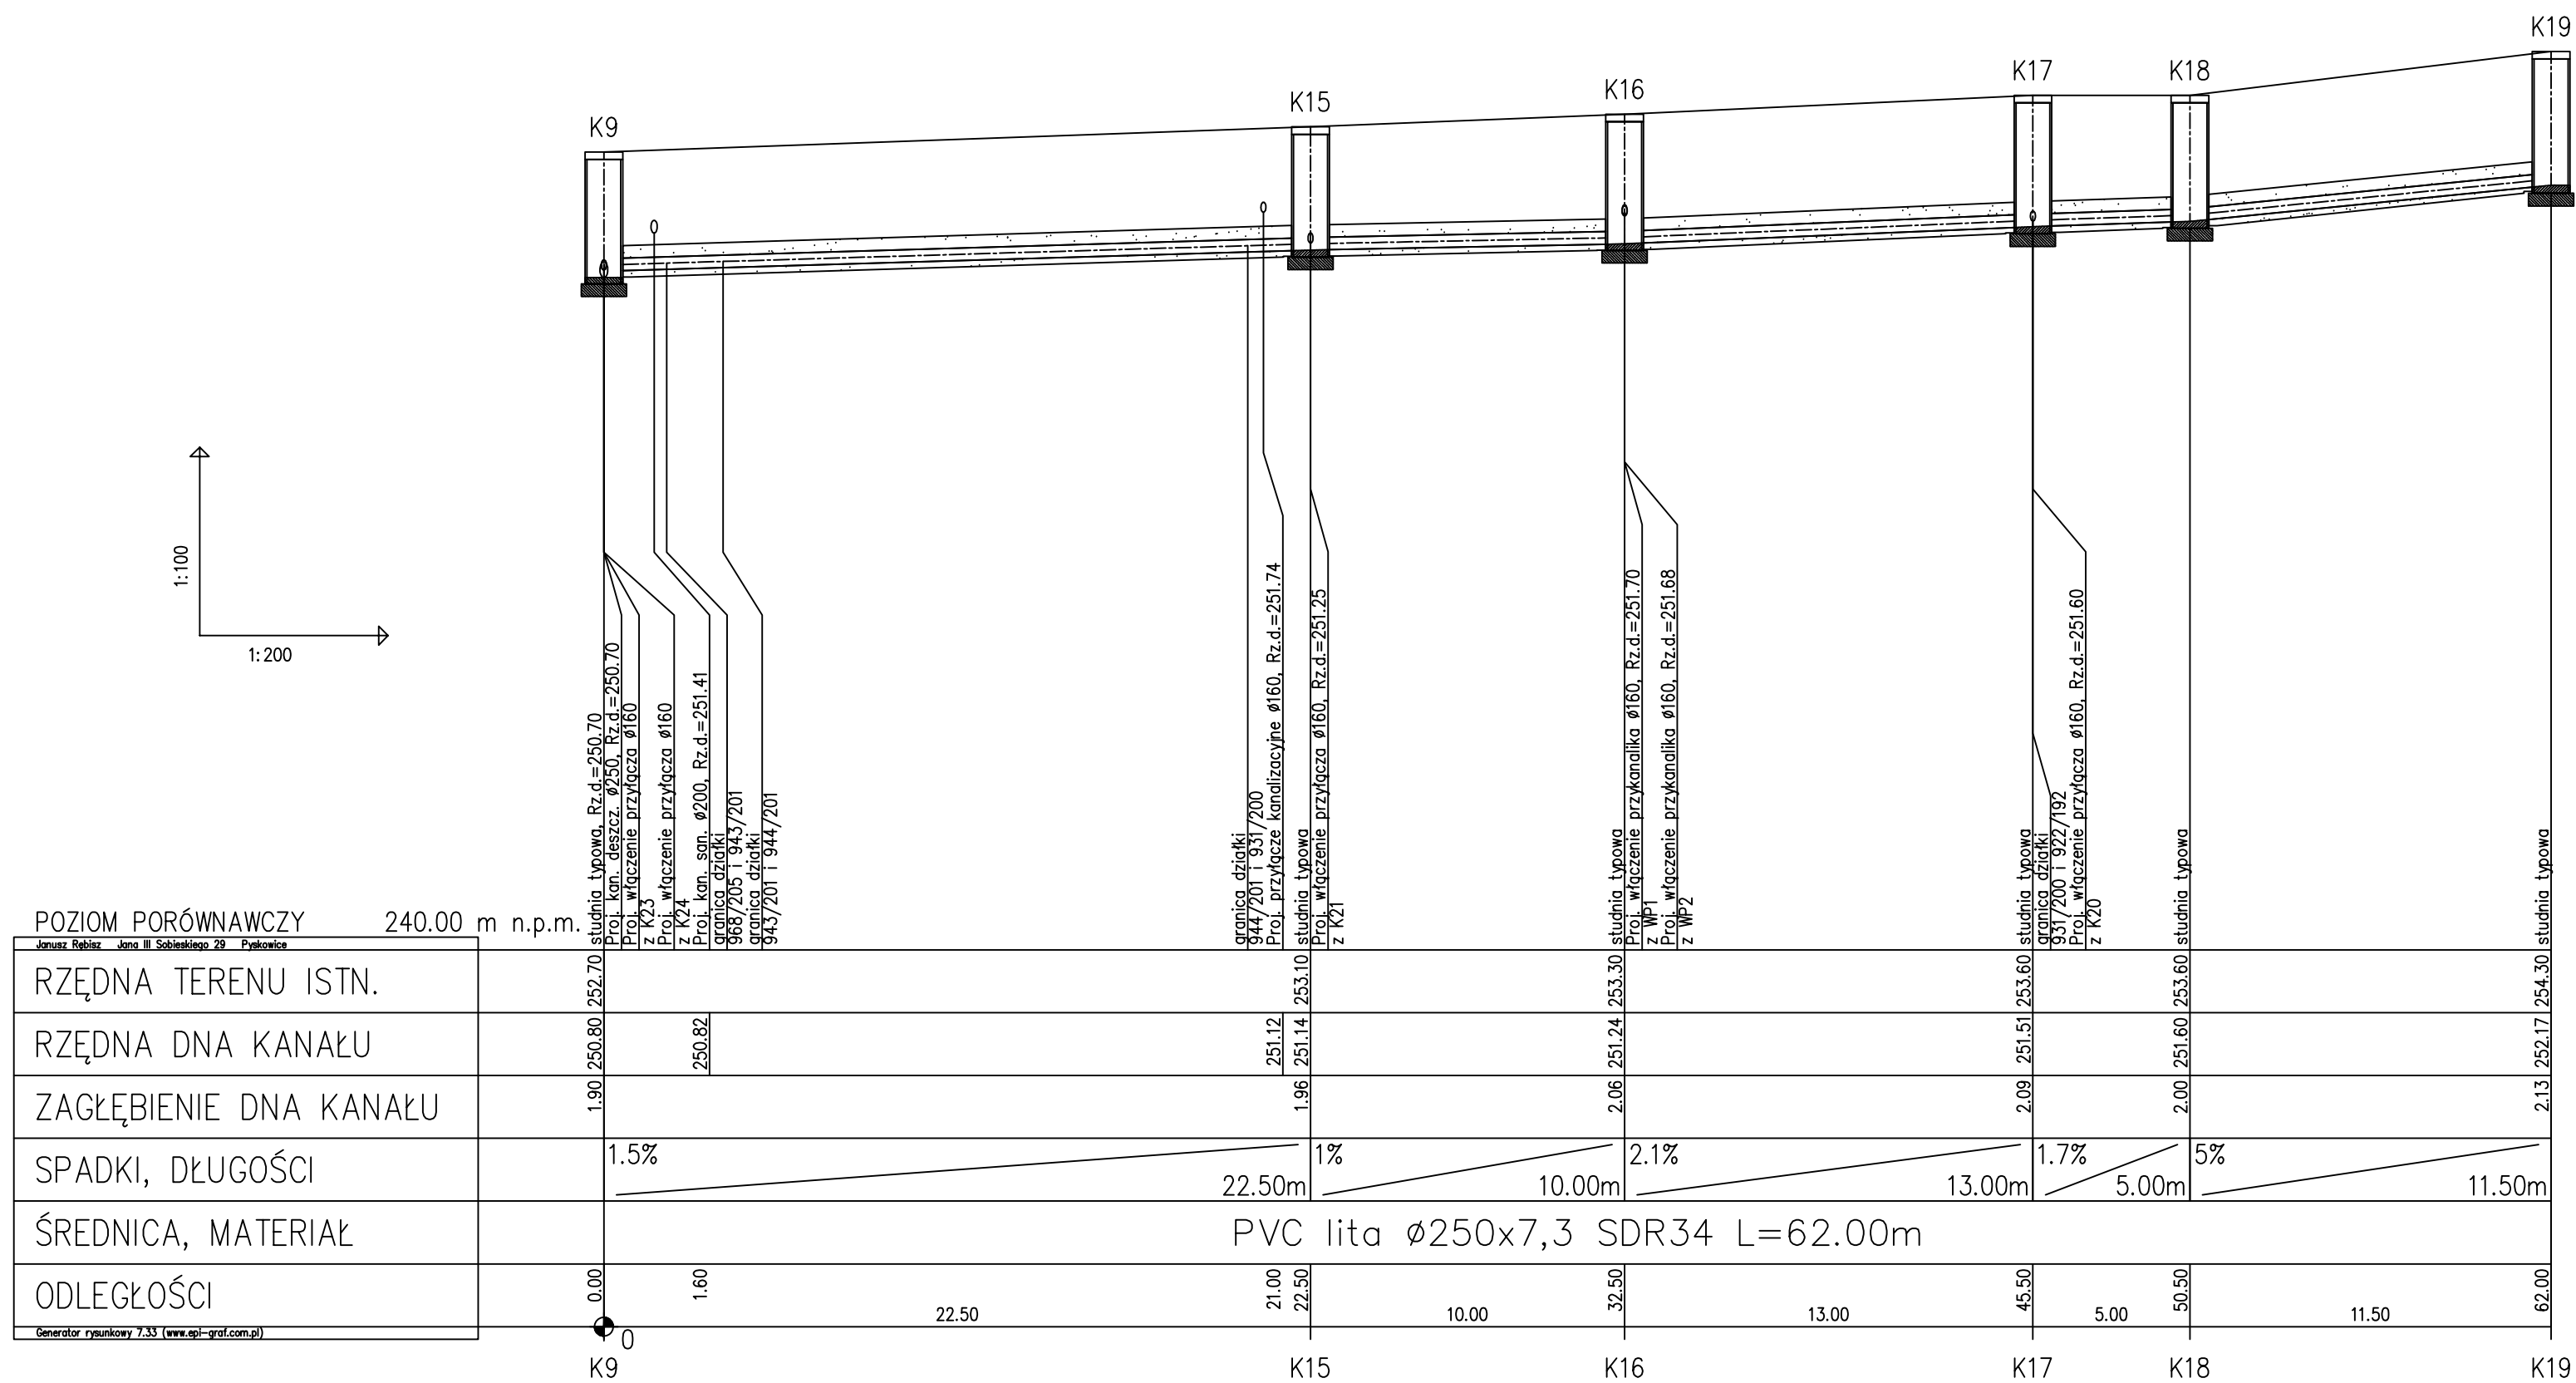 K19
K17
K18
K16
K15
K9
1:100
1:200
studnia typowa, Rz.d.=250.70
Proj. kan. deszcz. ø250, Rz.d.=250.70
Proj. włączenie przyłącza ø160
z K23
Proj. włączenie przyłącza ø160
z K24
Proj. kan. san. ø200, Rz.d.=251.41
granica działki
968/205 i 943/201
granica działki
943/201 i 944/201
granica działki
944/201 i 931/200
Proj. przyłącze kanalizacyjne ø160, Rz.d.=251.74
studnia typowa
Proj. włączenie przyłącza ø160, Rz.d.=251.25
z K21
studnia typowa
Proj. włączenie przykanalika ø160, Rz.d.=251.70
z WP1
Proj. włączenie przykanalika ø160, Rz.d.=251.68
z WP2
studnia typowa
granica działki
931/200 i 922/192
Proj. włączenie przyłącza ø160, Rz.d.=251.60
z K20
studnia typowa
studnia typowa
POZIOM PORÓWNAWCZY 240.00 m n.p.m.
Janusz Rębisz Jana III Sobieskiego 29 Pyskowice
RZĘDNA TERENU ISTN. 252.70 253.10 253.30 253.60 253.60 254.30
RZĘDNA DNA KANAŁU 250.80 250.82 251.12 251.14 251.24 251.51 251.60 252.17
ZAGŁĘBIENIE DNA KANAŁU 1.90 1.96 2.06 2.09 2.00 2.13
SPADKI, DŁUGOŚCI 1.5% 22.50m 1% 10.00m 2.1% 13.00m 1.7% 5.00m 5% 11.50m
ŚREDNICA, MATERIAŁ PVC lita ø250x7,3 SDR34 L=62.00m
ODLEGŁOŚCI 0.00 1.60 21.00 22.50 32.50 45.50 50.50 62.00
22.50 10.00 13.00 5.00 11.50
Generator rysunkowy 7.33 (www.epi-graf.com.pl)
0
K9 K15 K16 K17 K18 K19